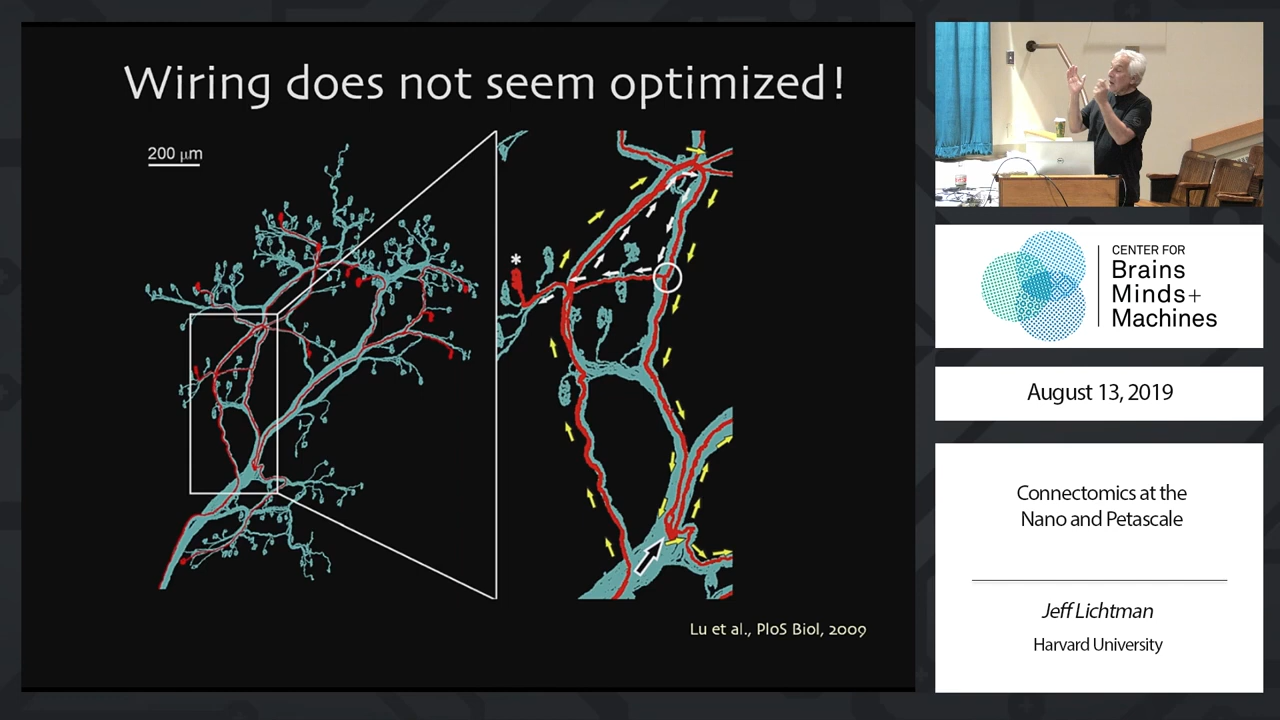 Wiring does not seem optimized!
200 µm
*
Lu et al., PloS Biol, 2009
CENTER FOR
Brains
Minds+
Machines
August 13, 2019
Connectomics at the
Nano and Petascale
Jeff Lichtman
Harvard University